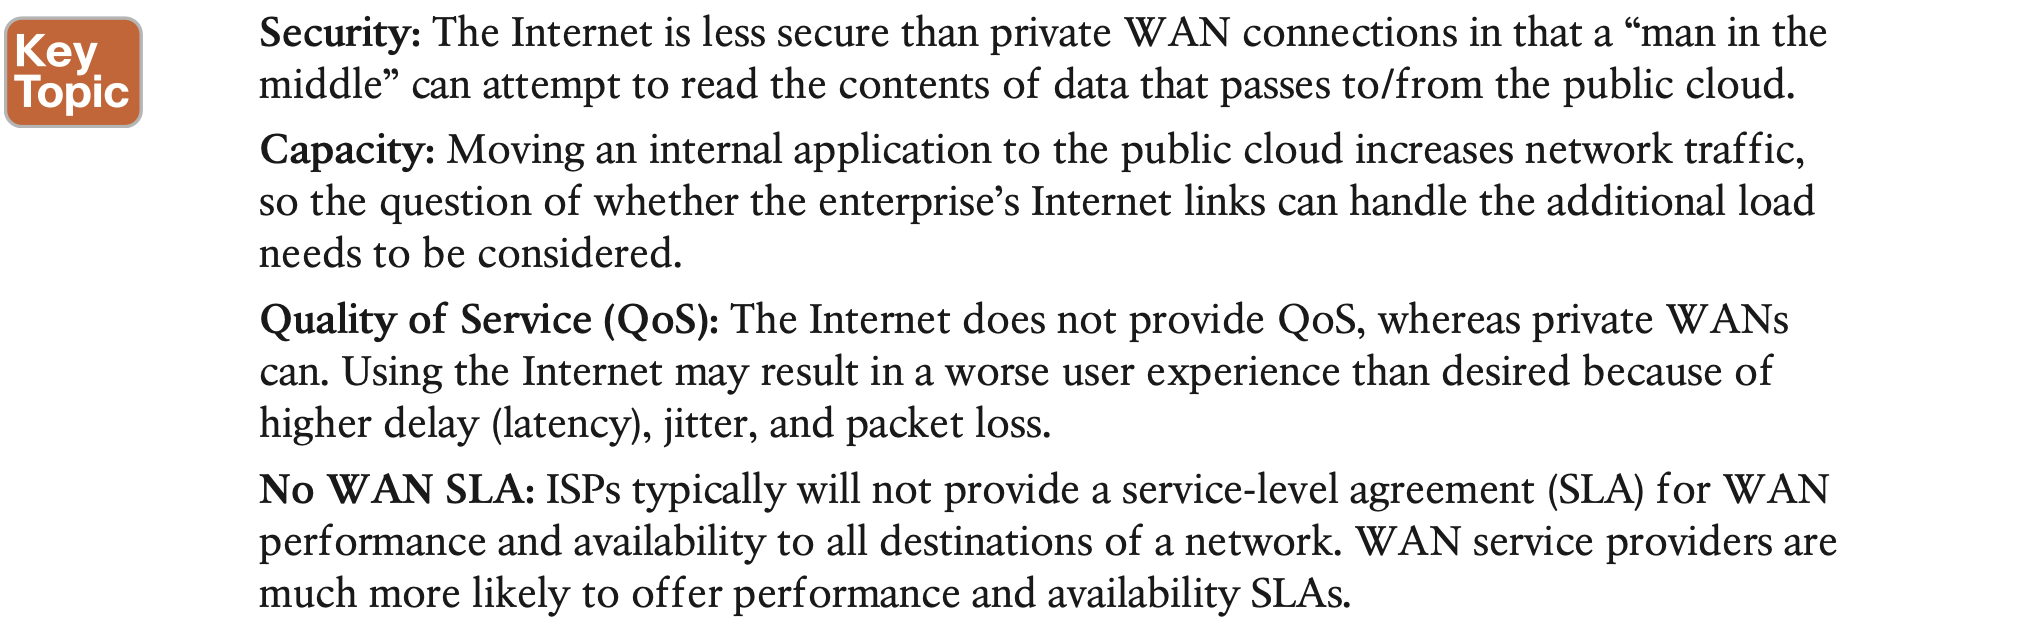 Key
Topic
Security: The Internet is less secure than private WAN connections in that a “man in the
middle” can attempt to read the contents of data that passes to/from the public cloud.
Capacity: Moving an internal application to the public cloud increases network traffic,
so the question of whether the enterprise’s Internet links can handle the additional load
needs to be considered.
Quality of Service (QoS): The Internet does not provide QoS, whereas private WANs
can. Using the Internet may result in a worse user experience than desired because of
higher delay (latency), jitter, and packet loss.
No WAN SLA: ISPs typically will not provide a service-level agreement (SLA) for WAN
performance and availability to all destinations of a network. WAN service providers are
much more likely to offer performance and availability SLAs.